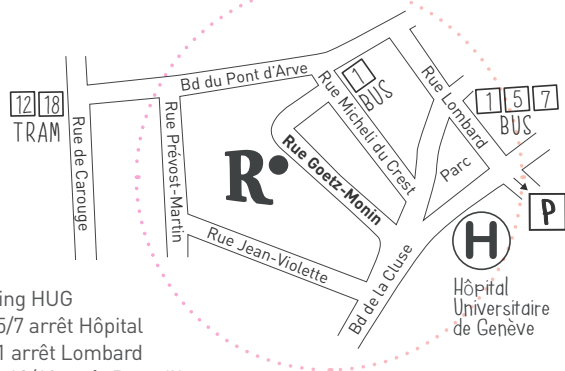 Bd du Pont d'Arve
1
BUS
12 18
TRAM
Rue de Carouge
Rue Prévost-Martin
Rue Micheli du Crest
Rue Lombard
1 5 7
BUS
R
Rue Goetz-Monin
Parc
P
Rue Jean-Violette
Bd de la Cluse
H
Hôpital
Universitaire
de Genève
ing HUG
5/7 arrêt Hôpital
1 arrêt Lombard